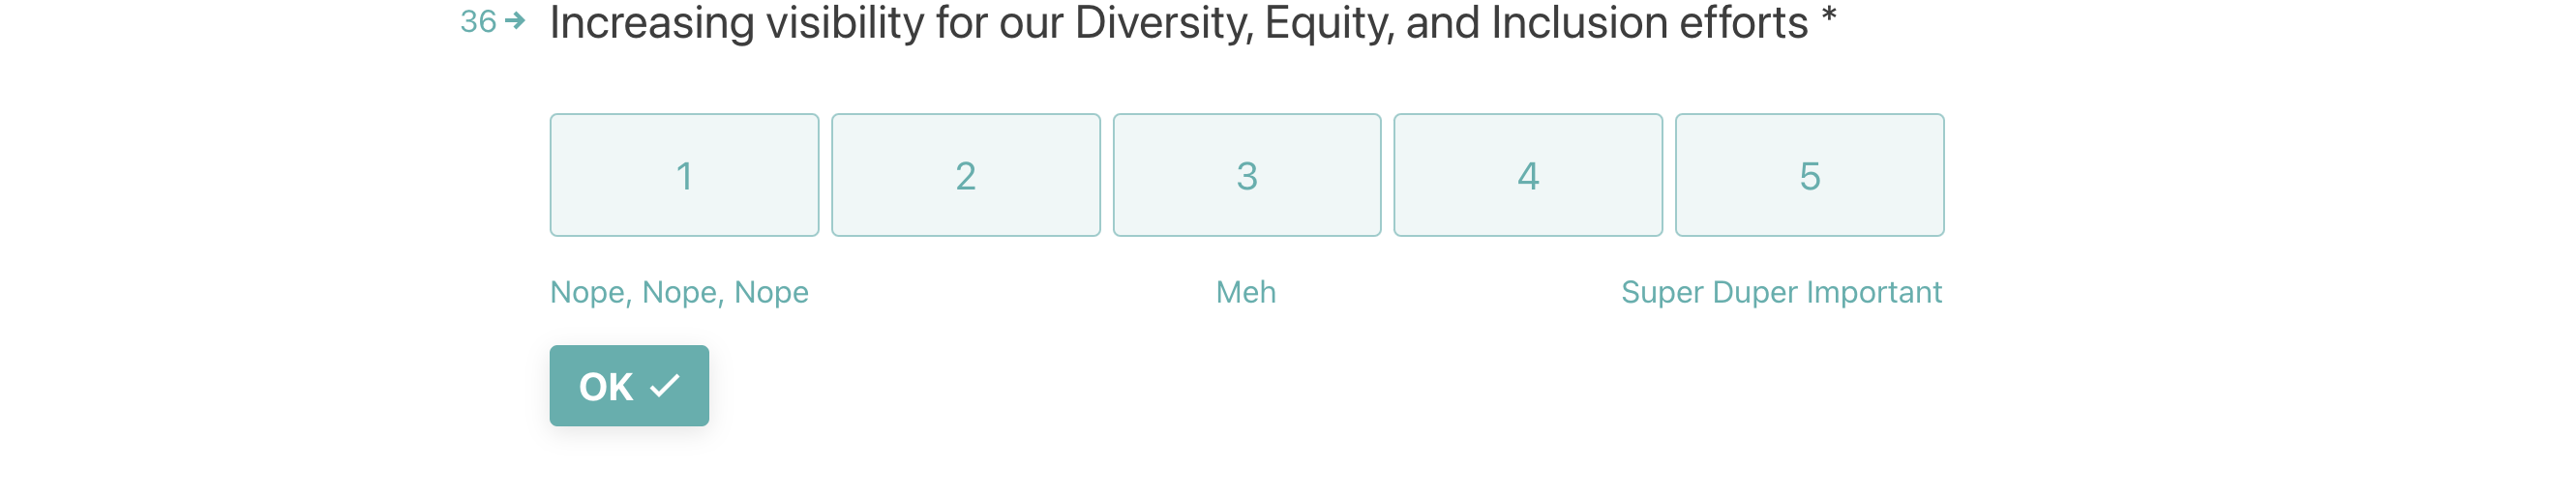 36 → Increasing visibility for our Diversity, Equity, and Inclusion efforts *
1 2 3 4 5
Nope, Nope, Nope Meh Super Duper Important
OK ✓